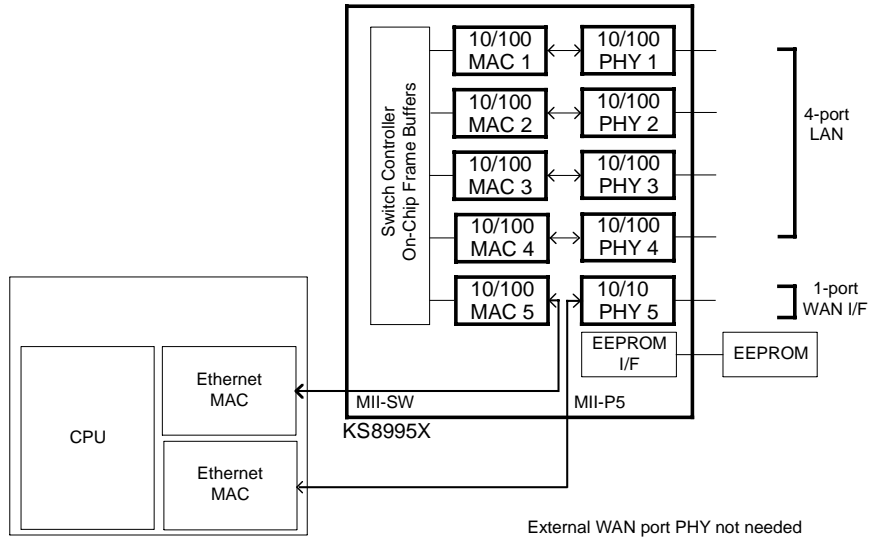 Switch Controller
On-Chip Frame Buffers
10/100
MAC 1
10/100
PHY 1
10/100
MAC 2
10/100
PHY 2
10/100
MAC 3
10/100
PHY 3
10/100
MAC 4
10/100
PHY 4
10/100
MAC 5
10/10
PHY 5
4-port
LAN
1-port
WAN I/F
EEPROM
I/F
EEPROM
MII-SW
MII-P5
KS8995X
CPU
Ethernet
MAC
Ethernet
MAC
External WAN port PHY not needed